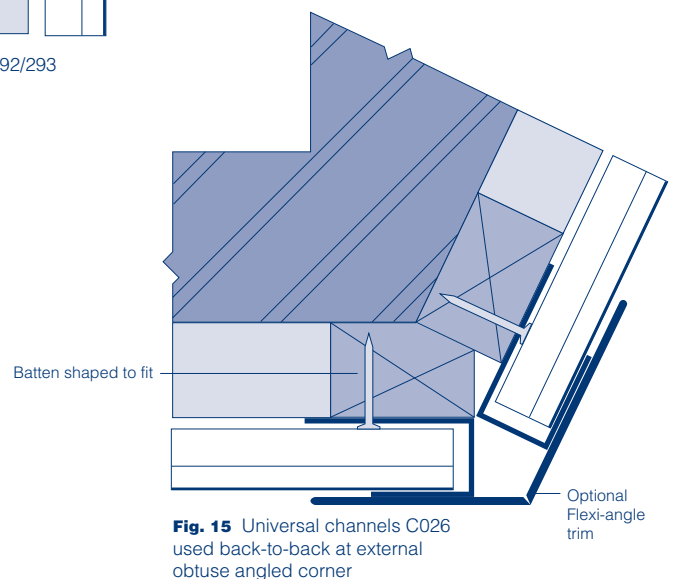 92/293
Batten shaped to fit
Optional
Flexi-angle
trim
Fig. 15 Universal channels C026
used back-to-back at external
obtuse angled corner